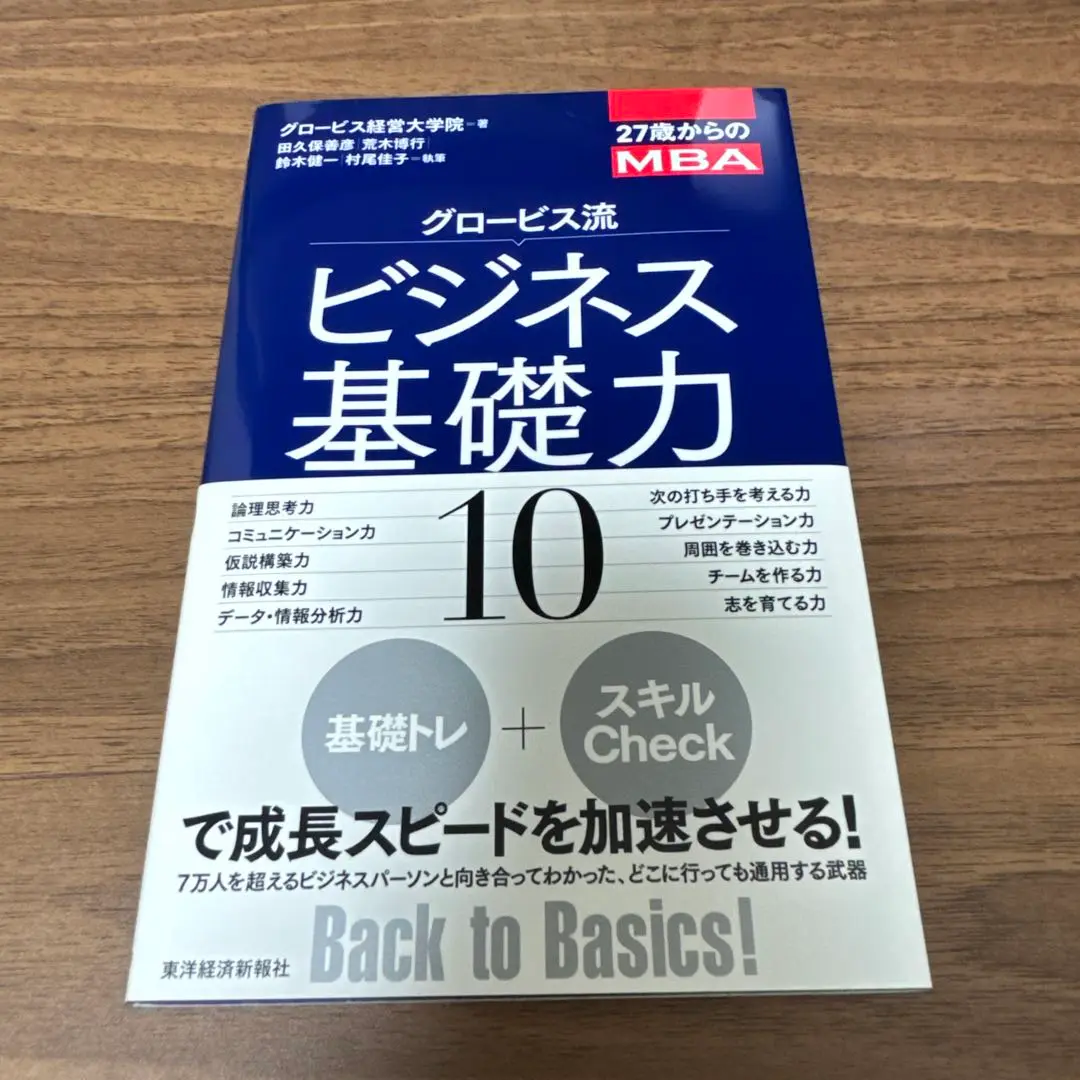 グロービス経営大学院=著
田久保善彦|荒木博行|
鈴木健一|村尾佳子=執筆
27歳からの
MBA
グロービス流
ビジネス
基礎力
10
論理思考力
コミュニケーション力
仮説構築力
情報収集力
データ・情報分析力
次の打ち手を考える力
プレゼンテーション力
周囲を巻き込む力
チームを作る力
志を育てる力
基礎トレ
+
スキル
Check
で成長スピードを加速させる!
7万人を超えるビジネスパーソンと向き合ってわかった、どこに行っても通用する武器
Back to Basics!
東洋経済新報社